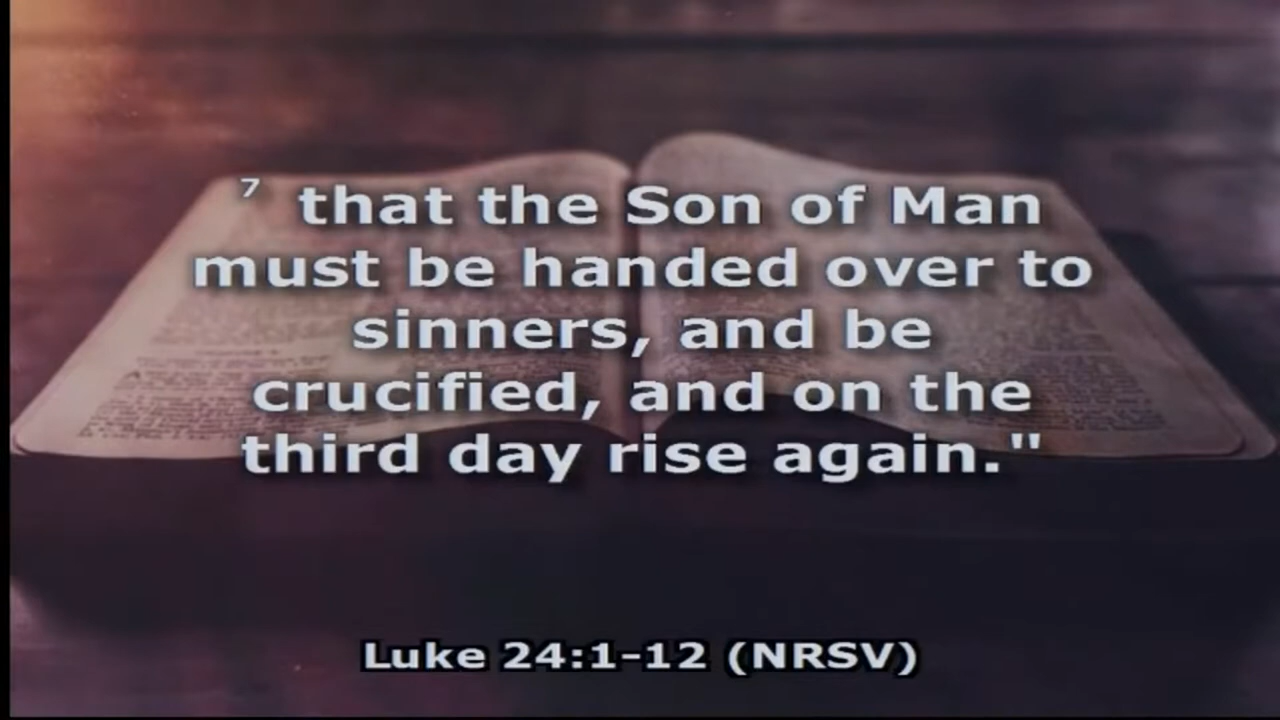 7 that the Son of Man
must be handed over to
sinners, and be
crucified, and on the
third day rise again."
Luke 24:1-12 (NRSV)